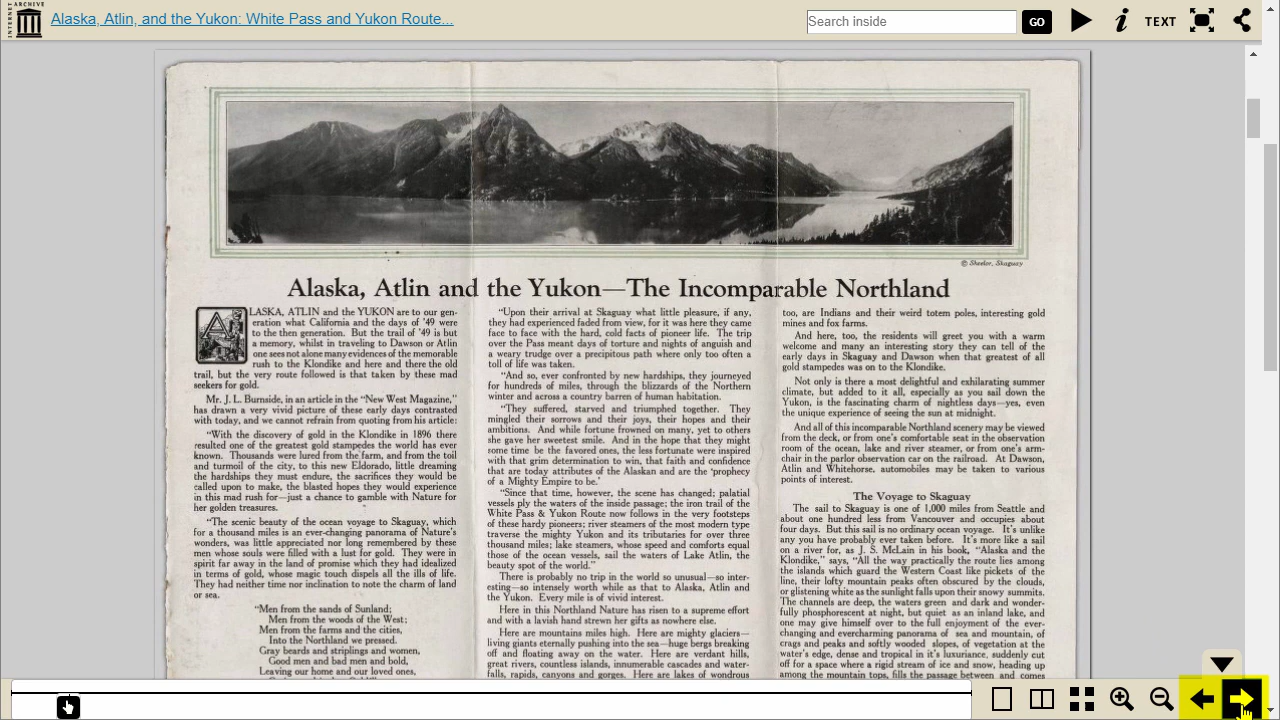 INTERNET ARCHIVE
Alaska, Atlin, and the Yukon: White Pass and Yukon Route...
Search inside
GO
TEXT
© Sheelor, Skaguay
Alaska, Atlin and the Yukon—The Incomparable Northland
ALASKA, ATLIN and the YUKON are to our gen-
eration what California and the days of '49 were
to the then generation. But the trail of '49 is but
a memory, whilst in traveling to Dawson or Atlin
one sees not alone many evidences of the memorable
rush to the Klondike and here and there the old
trail, but the very route followed is that taken by these mad
seekers for gold.
Mr. J. L. Burnside, in an article in the "New West Magazine,"
has drawn a very vivid picture of these early days contrasted
with today, and we cannot refrain from quoting from his article:
"With the discovery of gold in the Klondike in 1896 there
resulted one of the greatest gold stampedes the world has ever
known. Thousands were lured from the farm, and from the toil
and turmoil of the city, to this new Eldorado, little dreaming
the hardships they must endure, the sacrifices they would be
called upon to make, the blasted hopes they would experience
in this mad rush for—just a chance to gamble with Nature for
her golden treasures.
"The scenic beauty of the ocean voyage to Skaguay, which
for a thousand miles is an ever-changing panorama of Nature's
wonders, was little appreciated nor long remembered by these
men whose souls were filled with a lust for gold. They were in
spirit far away in the land of promise which they had idealized
in terms of gold, whose magic touch dispels all the ills of life.
They had neither time nor inclination to note the charm of land
or sea.
"Men from the sands of Sunland;
Men from the woods of the West;
Men from the farms and the cities,
Into the Northland we pressed.
Gray beards and striplings and women,
Good men and bad men and bold,
Leaving our home and our loved ones,
"Upon their arrival at Skaguay what little pleasure, if any,
they had experienced faded from view, for it was here they came
face to face with the hard, cold facts of pioneer life. The trip
over the Pass meant days of torture and nights of anguish and
a weary trudge over a precipitous path where only too often a
toll of life was taken.
"And so, ever confronted by new hardships, they journeyed
for hundreds of miles, through the blizzards of the Northern
winter and across a country barren of human habitation.
"They suffered, starved and triumphed together. They
mingled their sorrows and their joys, their hopes and their
ambitions. And while fortune frowned on many, yet to others
she gave her sweetest smile. And in the hope that they might
some time be the favored ones, the less fortunate were inspired
with that grim determination to win, that faith and confidence
that are today attributes of the Alaskan and are the 'prophecy
of a Mighty Empire to be.'
"Since that time, however, the scene has changed; palatial
vessels ply the waters of the inside passage; the iron trail of the
White Pass & Yukon Route now follows in the very footsteps
of these hardy pioneers; river steamers of the most modern type
traverse the mighty Yukon and its tributaries for over three
thousand miles; lake steamers, whose speed and comforts equal
those of the ocean vessels, sail the waters of Lake Atlin, the
beauty spot of the world."
There is probably no trip in the world so unusual—so inter-
esting—so intensely worth while as that to Alaska, Atlin and
the Yukon. Every mile is of vivid interest.
Here in this Northland Nature has risen to a supreme effort
and with a lavish hand strewn her gifts as nowhere else.
Here are mountains miles high. Here are mighty glaciers—
living giants eternally pushing into the sea—huge bergs breaking
off and floating away on the water. Here are verdant hills,
great rivers, countless islands, innumerable cascades and water-
falls, rapids, canyons and gorges. Here are lakes of wondrous
too, are Indians and their weird totem poles, interesting gold
mines and fox farms.
And here, too, the residents will greet you with a warm
welcome and many an interesting story they can tell of the
early days in Skaguay and Dawson when that greatest of all
gold stampedes was on to the Klondike.
Not only is there a most delightful and exhilarating summer
climate, but added to it all, especially as you sail down the
Yukon, is the fascinating charm of nightless days—yes, even
the unique experience of seeing the sun at midnight.
And all of this incomparable Northland scenery may be viewed
from the deck, or from one's comfortable seat in the observation
room of the ocean, lake and river steamer, or from one's arm-
chair in the parlor observation car on the railroad. At Dawson,
Atlin and Whitehorse, automobiles may be taken to various
points of interest.
The Voyage to Skaguay
The sail to Skaguay is one of 1,000 miles from Seattle and
about one hundred less from Vancouver and occupies about
four days. But this sail is no ordinary ocean voyage. It's unlike
any you have probably ever taken before. It's more like a sail
on a river for, as J. S. McLain in his book, "Alaska and the
Klondike," says, "All the way practically the route lies among
the islands which guard the Western Coast like pickets of the
line, their lofty mountain peaks often obscured by the clouds,
or glistening white as the sunlight falls upon their snowy summits.
The channels are deep, the waters green and dark and wonder-
fully phosphorescent at night, but quiet as an inland lake, and
one may give himself over to the full enjoyment of the ever-
changing and evercharming panorama of sea and mountain, of
crags and peaks and softly wooded slopes, of vegetation at the
water's edge, dense and tropical in it's luxuriance, suddenly cut
off for a space where a rigid stream of ice and snow, heading up
among the mountain tops, fills the passage between and comes